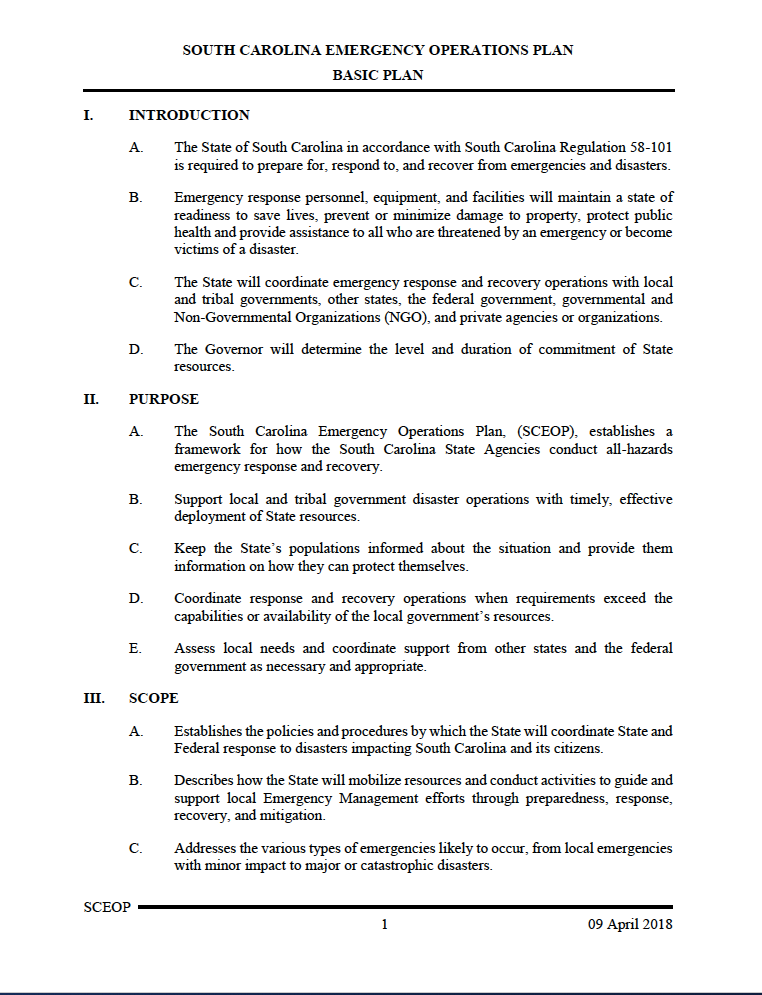 SOUTH CAROLINA EMERGENCY OPERATIONS PLAN
BASIC PLAN
I. INTRODUCTION
A. The State of South Carolina in accordance with South Carolina Regulation 58-101
is required to prepare for, respond to, and recover from emergencies and disasters.
B. Emergency response personnel, equipment, and facilities will maintain a state of
readiness to save lives, prevent or minimize damage to property, protect public
health and provide assistance to all who are threatened by an emergency or become
victims of a disaster.
C. The State will coordinate emergency response and recovery operations with local
and tribal governments, other states, the federal government, governmental and
Non-Governmental Organizations (NGO), and private agencies or organizations.
D. The Governor will determine the level and duration of commitment of State
resources.
II. PURPOSE
A. The South Carolina Emergency Operations Plan, (SCEOP), establishes a
framework for how the South Carolina State Agencies conduct all-hazards
emergency response and recovery.
B. Support local and tribal government disaster operations with timely, effective
deployment of State resources.
C. Keep the State's populations informed about the situation and provide them
information on how they can protect themselves.
D. Coordinate response and recovery operations when requirements exceed the
capabilities or availability of the local government's resources.
E. Assess local needs and coordinate support from other states and the federal
government as necessary and appropriate.
III. SCOPE
A. Establishes the policies and procedures by which the State will coordinate State and
Federal response to disasters impacting South Carolina and its citizens.
B. Describes how the State will mobilize resources and conduct activities to guide and
support local Emergency Management efforts through preparedness, response,
recovery, and mitigation.
C. Addresses the various types of emergencies likely to occur, from local emergencies
with minor impact to major or catastrophic disasters.
SCEOP
1 09 April 2018